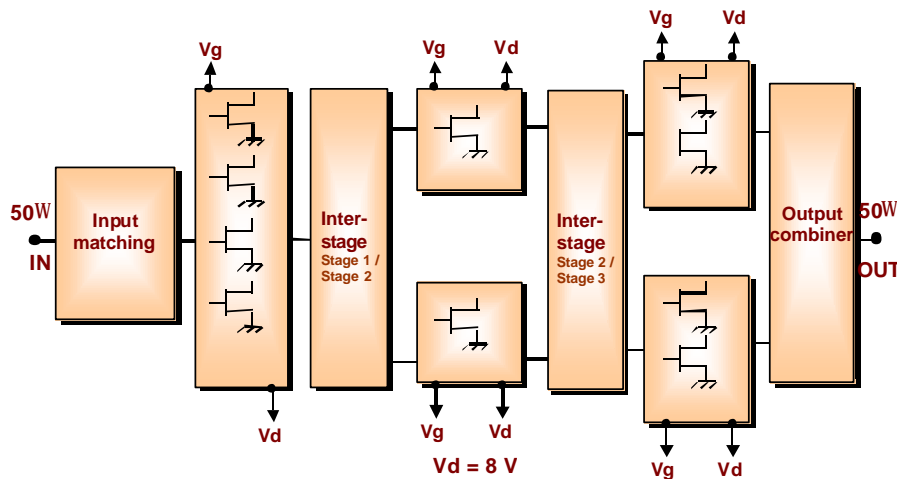 Vg
Vg
Vd
Vg
Vd
50W
IN
Input
matching
Inter-
stage
Stage 1 /
Stage 2
Inter-
stage
Stage 2 /
Stage 3
Output
combiner
50W
OUT
Vd
Vg
Vd
Vg
Vd
Vd = 8 V